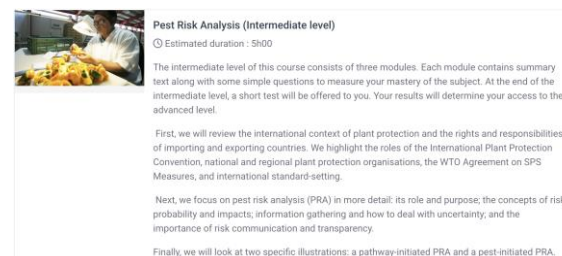 Pest Risk Analysis (Intermediate level)
Estimated duration : 5h00
The intermediate level of this course consists of three modules. Each module contains summary
text along with some simple questions to measure your mastery of the subject. At the end of the
intermediate level, a short test will be offered to you. Your results will determine your access to the
advanced level.
First, we will review the international context of plant protection and the rights and responsibilities
of importing and exporting countries. We highlight the roles of the International Plant Protection
Convention, national and regional plant protection organisations, the WTO Agreement on SPS
Measures, and international standard-setting.
Next, we focus on pest risk analysis (PRA) in more detail: its role and purpose; the concepts of risk
probability and impacts; information gathering and how to deal with uncertainty; and the
importance of risk communication and transparency.
Finally, we will look at two specific illustrations: a pathway-initiated PRA and a pest-initiated PRA.